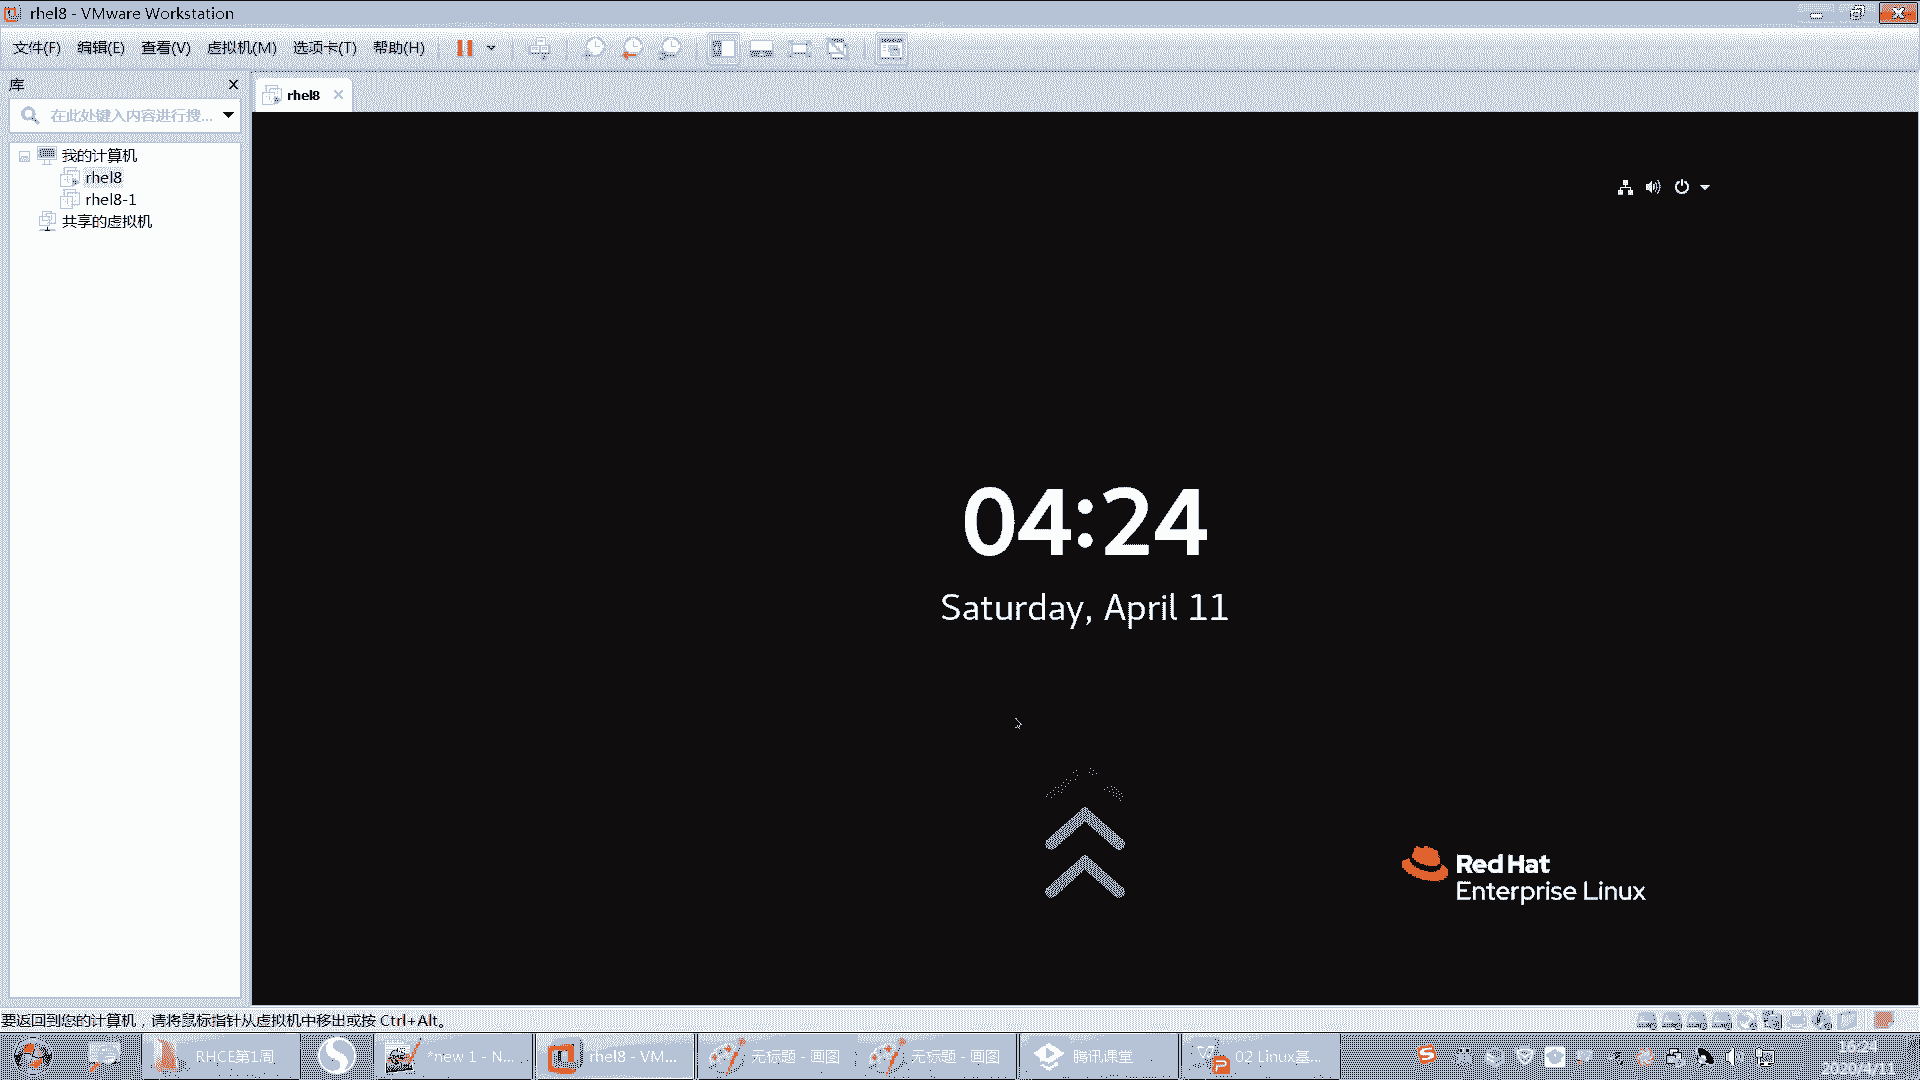 rhel8 - VMware Workstation
文件(F) 编辑(E) 查看(V) 虚拟机(M) 选项卡(T) 帮助(H)
库
rhel8
在此处键入内容进行搜...
我的计算机
rhel8
rhel8-1
共享的虚拟机
04:24
Saturday, April 11
Red Hat
Enterprise Linux
要返回到您的计算机，请将鼠标指针从虚拟机中移出或按 Ctrl+Alt。
RHCE第1周
*new 1 - N...
rhel8 - VM...
无标题 - 画图
无标题 - 画图
腾讯课堂
02 Linux基...
16:24
2020/4/11